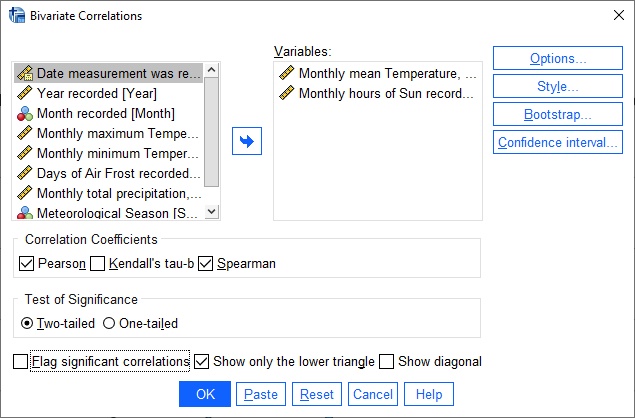 Bivariate Correlations
Variables:
Date measurement was re...
Year recorded [Year]
Month recorded [Month]
Monthly maximum Tempe...
Monthly minimum Temper...
Days of Air Frost recorded...
Monthly total precipitation,...
Meteorological Season [S...
Monthly mean Temperature, ...
Monthly hours of Sun record...
Options...
Style...
Bootstrap...
Confidence interval...
Correlation Coefficients
Pearson Kendall's tau-b Spearman
Test of Significance
Two-tailed One-tailed
Flag significant correlations Show only the lower triangle Show diagonal
OK Paste Reset Cancel Help